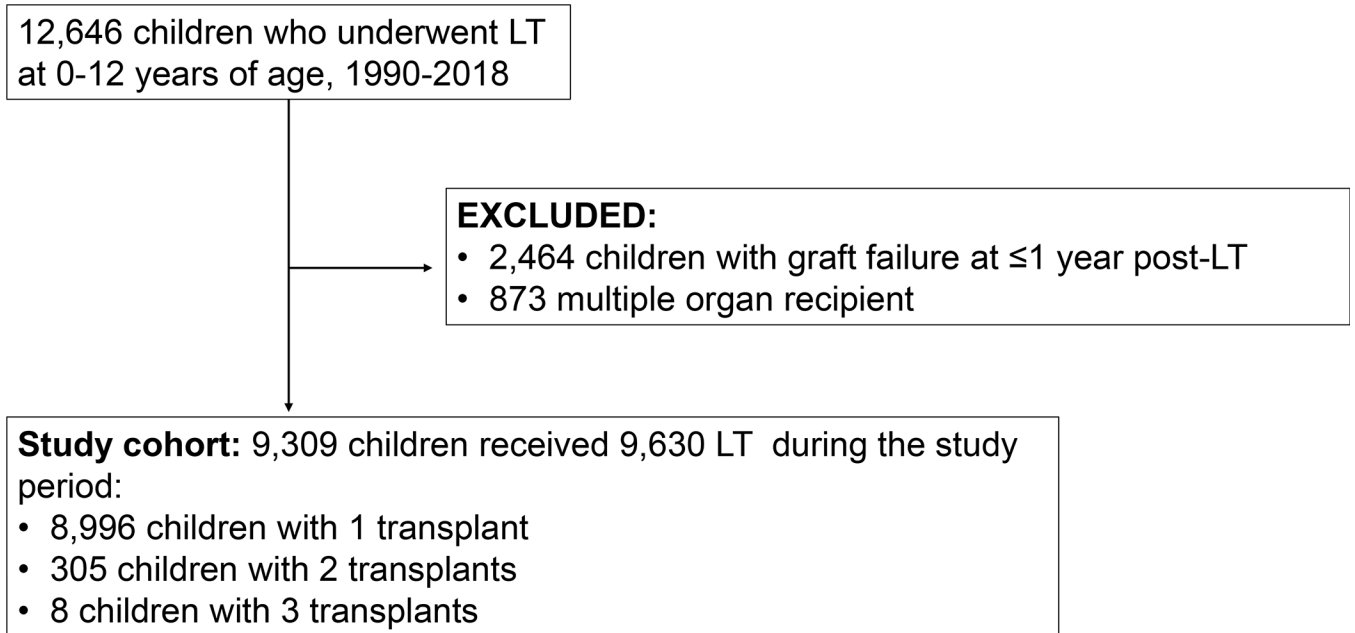 12,646 children who underwent LT
at 0-12 years of age, 1990-2018
EXCLUDED:
• 2,464 children with graft failure at ≤1 year post-LT
• 873 multiple organ recipient
Study cohort: 9,309 children received 9,630 LT  during the study
period:
• 8,996 children with 1 transplant
• 305 children with 2 transplants
• 8 children with 3 transplants